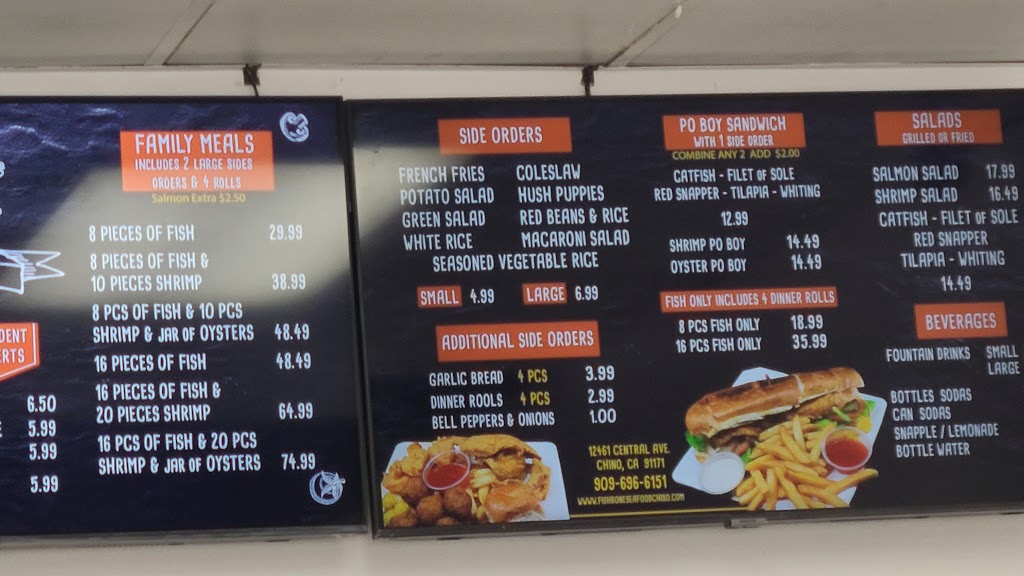 FAMILY MEALS
INCLUDES 2 LARGE SIDES
ORDERS & 4 ROLLS
Salmon Extra $2.50
8 PIECES OF FISH 29.99
8 PIECES OF FISH &
10 PIECES SHRIMP 38.99
8 PCS OF FISH & 10 PCS
SHRIMP & JAR OF OYSTERS 48.49
16 PIECES OF FISH 48.49
16 PIECES OF FISH &
20 PIECES SHRIMP 64.99
16 PCS OF FISH & 20 PCS
SHRIMP & JAR OF OYSTERS 74.99
DENT
ERTS
6.50
5.99
5.99
5.99
SIDE ORDERS
FRENCH FRIES COLESLAW
POTATO SALAD HUSH PUPPIES
GREEN SALAD RED BEANS & RICE
WHITE RICE MACARONI SALAD
SEASONED VEGETABLE RICE
SMALL 4.99 LARGE 6.99
ADDITIONAL SIDE ORDERS
GARLIC BREAD 4 PCS 3.99
DINNER ROOLS 4 PCS 2.99
BELL PEPPERS & ONIONS 1.00
12461 CENTRAL AVE.
CHINO, CA 91171
909-696-6151
WWW.FISHBONESEAFOODCHINO.COM
PO BOY SANDWICH
WITH 1 SIDE ORDER
COMBINE ANY 2 ADD $2.00
CATFISH - FILET OF SOLE
RED SNAPPER - TILAPIA - WHITING
12.99
SHRIMP PO BOY 14.49
OYSTER PO BOY 14.49
FISH ONLY INCLUDES 4 DINNER ROLLS
8 PCS FISH ONLY 18.99
16 PCS FISH ONLY 35.99
SALADS
GRILLED OR FRIED
SALMON SALAD 17.99
SHRIMP SALAD 16.49
CATFISH - FILET OF SOLE
RED SNAPPER
TILAPIA - WHITING
14.49
BEVERAGES
FOUNTAIN DRINKS SMALL
LARGE
BOTTLES SODAS
CAN SODAS
SNAPPLE / LEMONADE
BOTTLE WATER